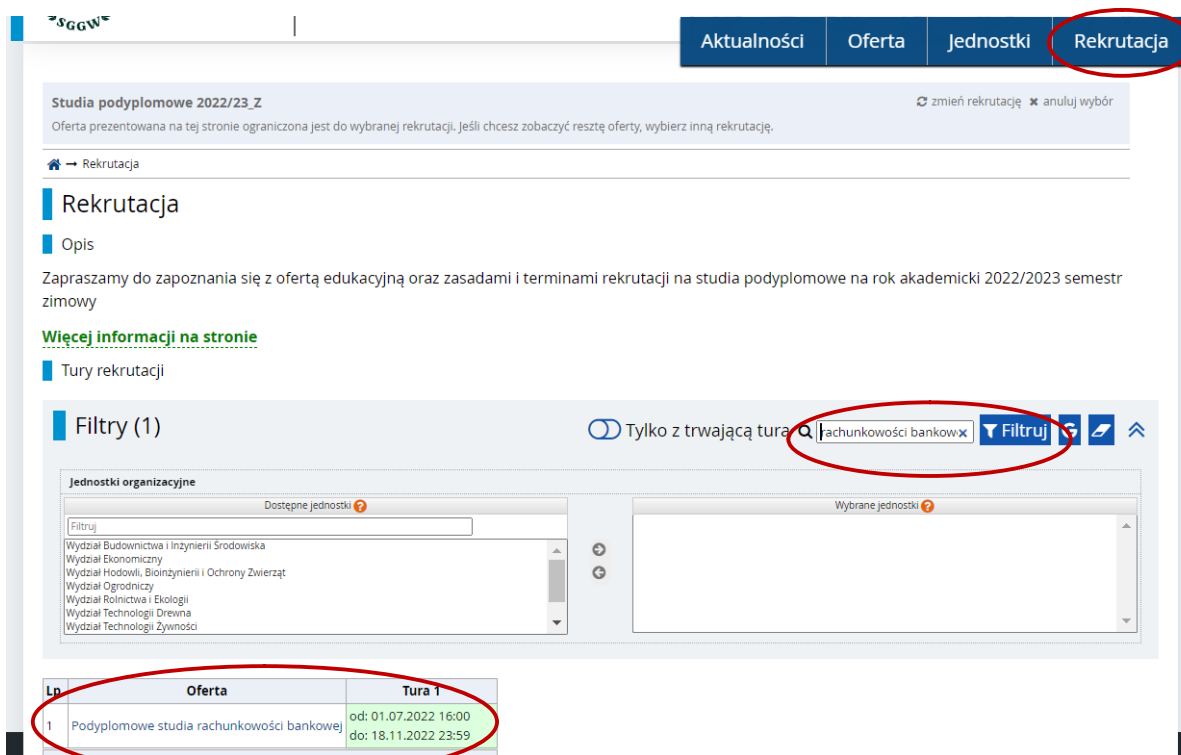 SGGW
Aktualności Oferta Jednostki Rekrutacja
Studia podyplomowe 2022/23_Z
zmień rekrutację anuluj wybór
Oferta prezentowana na tej stronie ograniczona jest do wybranej rekrutacji. Jeśli chcesz zobaczyć resztę oferty, wybierz inną rekrutację.
→ Rekrutacja
Rekrutacja
Opis
Zapraszamy do zapoznania się z ofertą edukacyjną oraz zasadami i terminami rekrutacji na studia podyplomowe na rok akademicki 2022/2023 semestr
zimowy
Więcej informacji na stronie
Tury rekrutacji
Filtry (1)
Tylko z trwającą turą rachunkowości bankow x Filtruj
Jednostki organizacyjne
Dostępne jednostki ?
Wybrane jednostki ?
Filtruj
Wydział Budownictwa i Inżynierii Środowiska
Wydział Ekonomiczny
Wydział Hodowli, Bioinżynierii i Ochrony Zwierząt
Wydział Ogrodniczy
Wydział Rolnictwa i Ekologii
Wydział Technologii Drewna
Wydział Technologii Żywności
Lp. Oferta Tura 1
1 Podyplomowe studia rachunkowości bankowej od: 01.07.2022 16:00
do: 18.11.2022 23:59